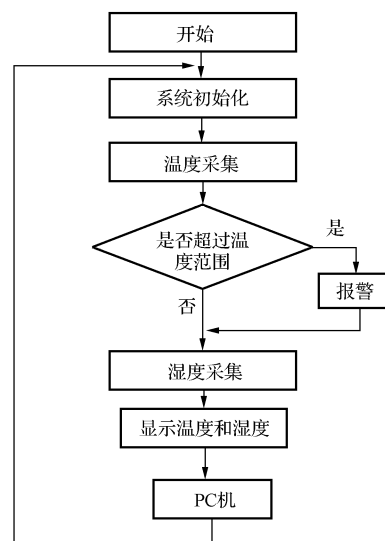 开始
系统初始化
温度采集
是否超过温
度范围
是
报警
否
湿度采集
显示温度和湿度
PC机